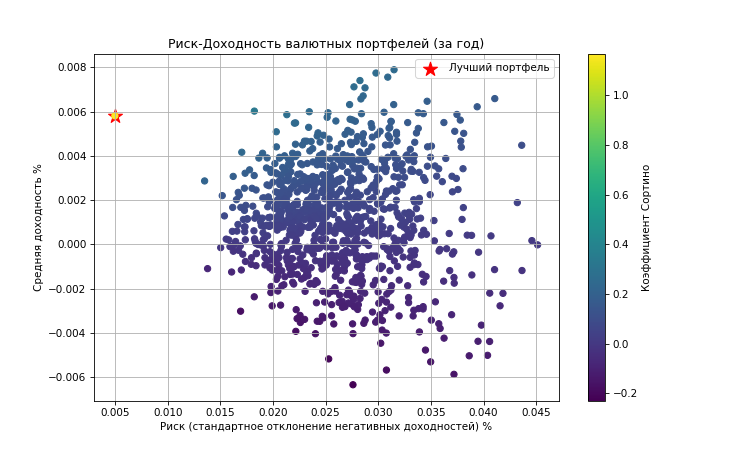 Риск-Доходность валютных портфелей (за год)
Лучший портфель
0.008
0.006
0.004
0.002
0.000
−0.002
−0.004
−0.006
Средняя доходность %
0.005 0.010 0.015 0.020 0.025 0.030 0.035 0.040 0.045
Риск (стандартное отклонение негативных доходностей) %
1.0
0.8
0.6
0.4
0.2
0.0
−0.2
Коэффициент Сортино